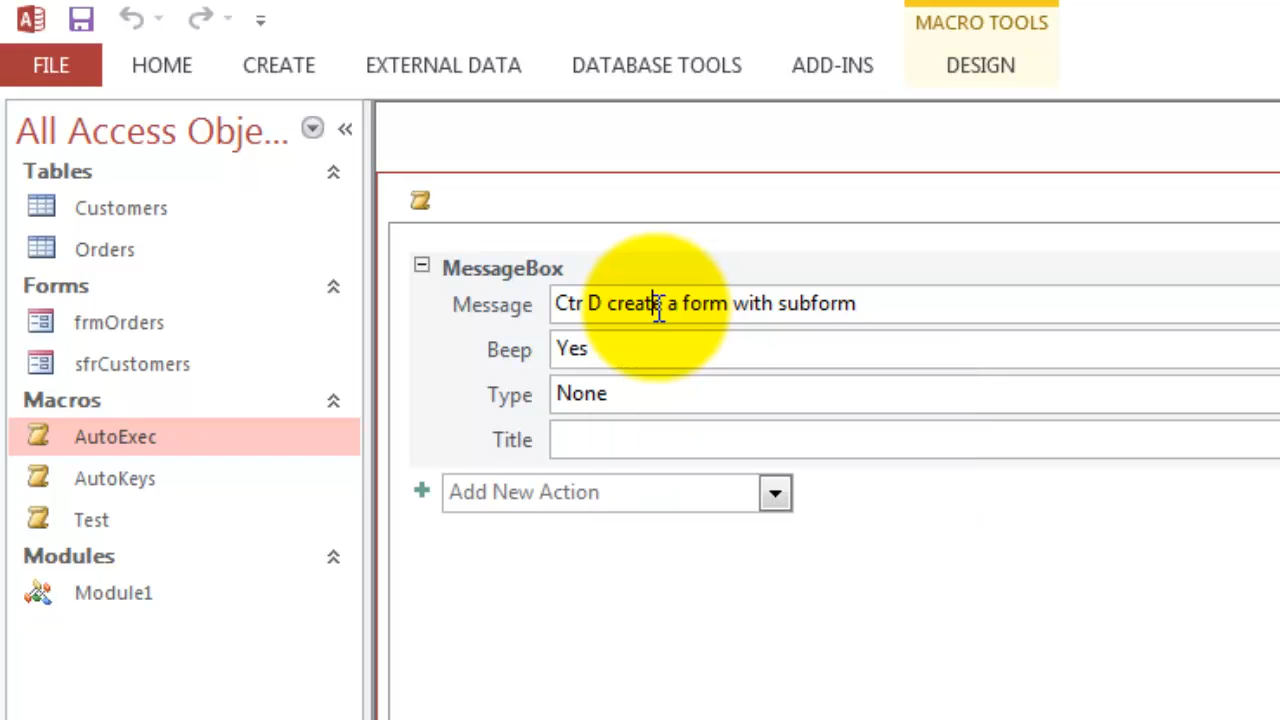 MACRO TOOLS
FILE HOME CREATE EXTERNAL DATA DATABASE TOOLS ADD-INS DESIGN
All Access Obje...
Tables
Customers
Orders
Forms
frmOrders
sfrCustomers
Macros
AutoExec
AutoKeys
Test
Modules
Module1
MessageBox
Message Ctr D create a form with subform
Beep Yes
Type None
Title
Add New Action